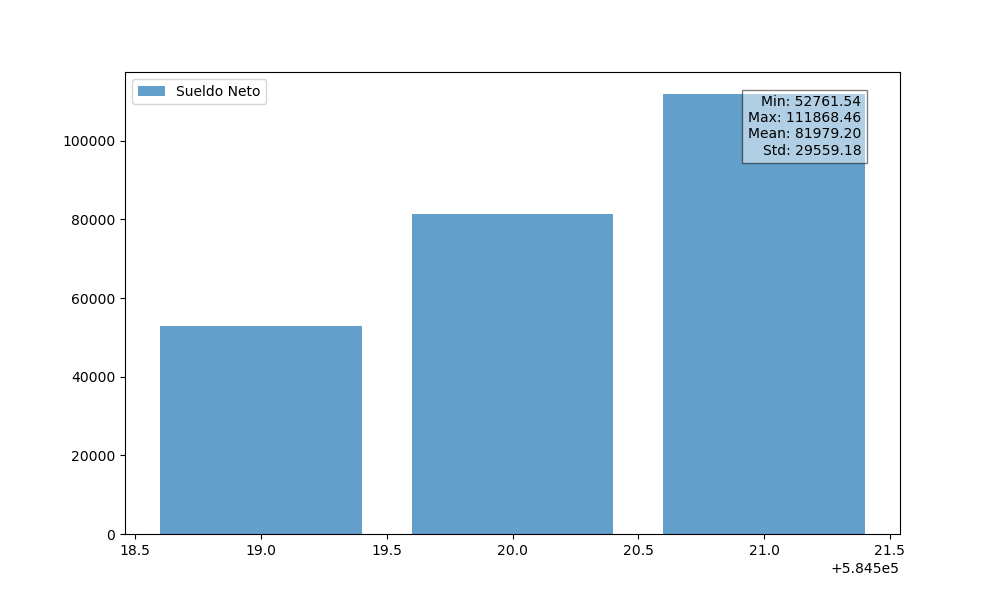 Sueldo Neto
Min: 52761.54
Max: 111868.46
Mean: 81979.20
Std: 29559.18
100000
80000
60000
40000
20000
0
18.5 19.0 19.5 20.0 20.5 21.0 21.5
+5.845e5